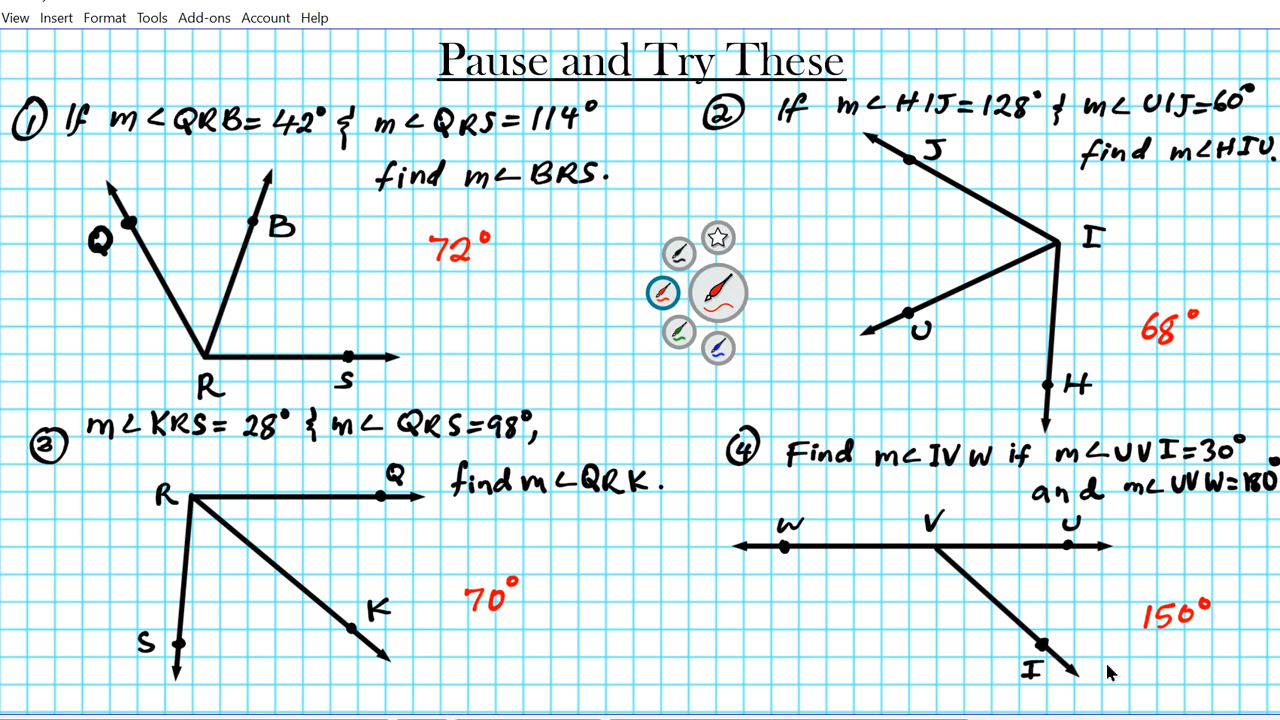 View Insert Format Tools Add-ons Account Help
Pause and Try These
① If m∠QRB=42° & m∠QRS=114°
find m∠BRS.
Q
B
R
S
72°
② If m∠HIJ=128° & m∠UIJ=60°
find m∠HIU.
J
I
U
H
68°
③ m∠KRS=28° & m∠QRS=98°,
find m∠QRK.
R
Q
K
S
70°
④ Find m∠IVW if m∠UVI=30°
and m∠UVW=180°
W
V
U
I
150°